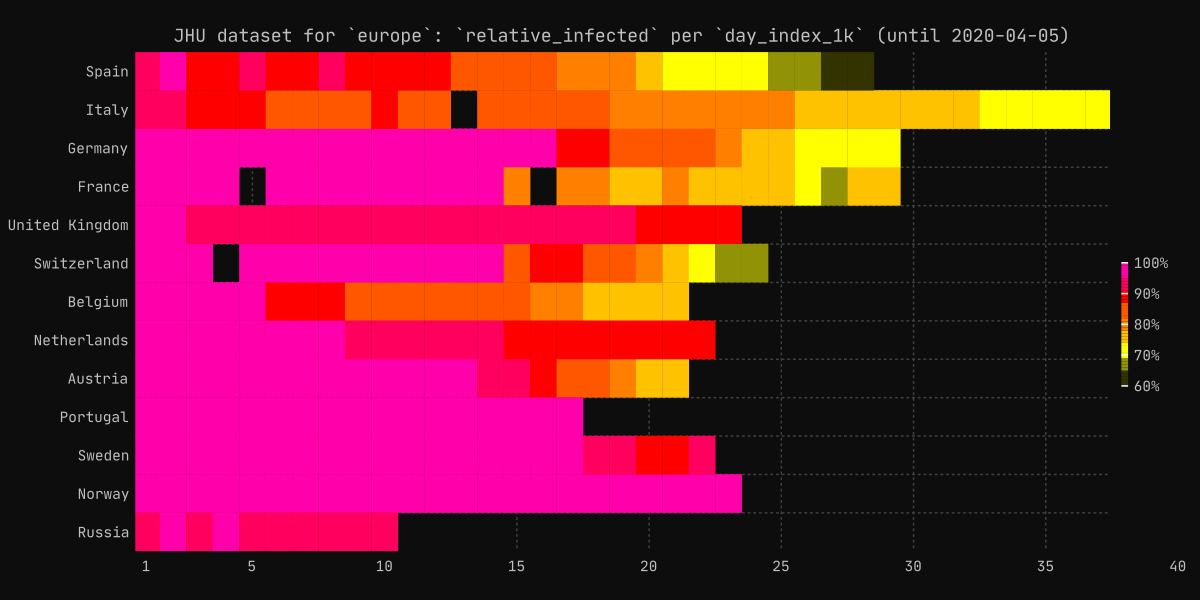 JHU dataset for `europe`: `relative_infected` per `day_index_1k` (until 2020-04-05)
Spain
Italy
Germany
France
United Kingdom
Switzerland
Belgium
Netherlands
Austria
Portugal
Sweden
Norway
Russia
100%
90%
80%
70%
60%
1 5 10 15 20 25 30 35 40